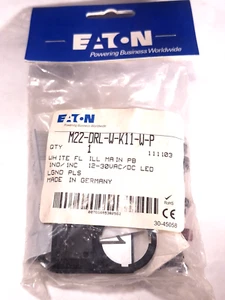 EATON
Powering Business Worldwide
EATON
M22-DRL-W-K11-W-P
QTY 1 111103
WHITE FL ILL MAIN PB
1NO/1NC 12-30VAC/DC LED
LGND PLS
MADE IN GERMANY
30-45058